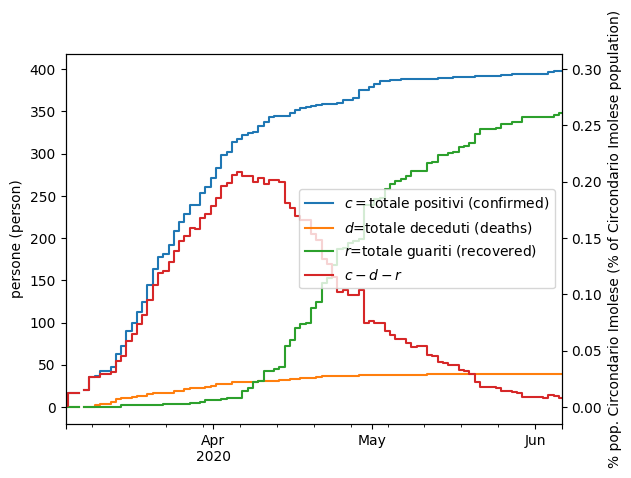 400
350
300
250
200
150
100
50
0
persone (person)
0.30
0.25
0.20
0.15
0.10
0.05
0.00
% pop. Circondario Imolese (% of Circondario Imolese population)
c = totale positivi (confirmed)
d=totale deceduti (deaths)
r=totale guariti (recovered)
c − d − r
Apr
2020
May
Jun